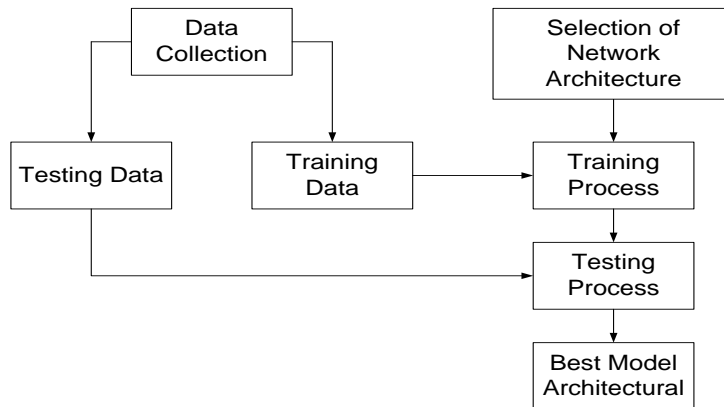 Data
Collection
Selection of
Network
Architecture
Testing Data
Training
Data
Training
Process
Testing
Process
Best Model
Architectural